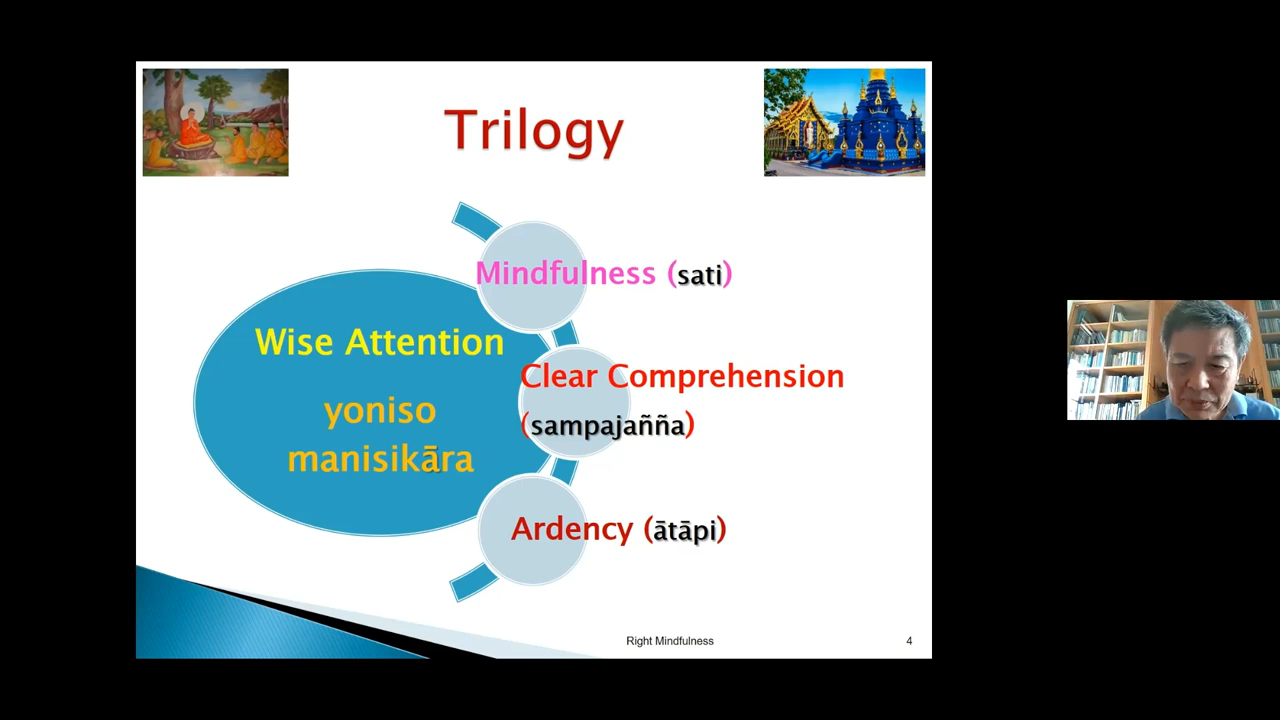 Trilogy
Mindfulness (sati)
Wise Attention
yoniso
manisikāra
Clear Comprehension
(sampajañña)
Ardency (ātāpi)
Right Mindfulness
4